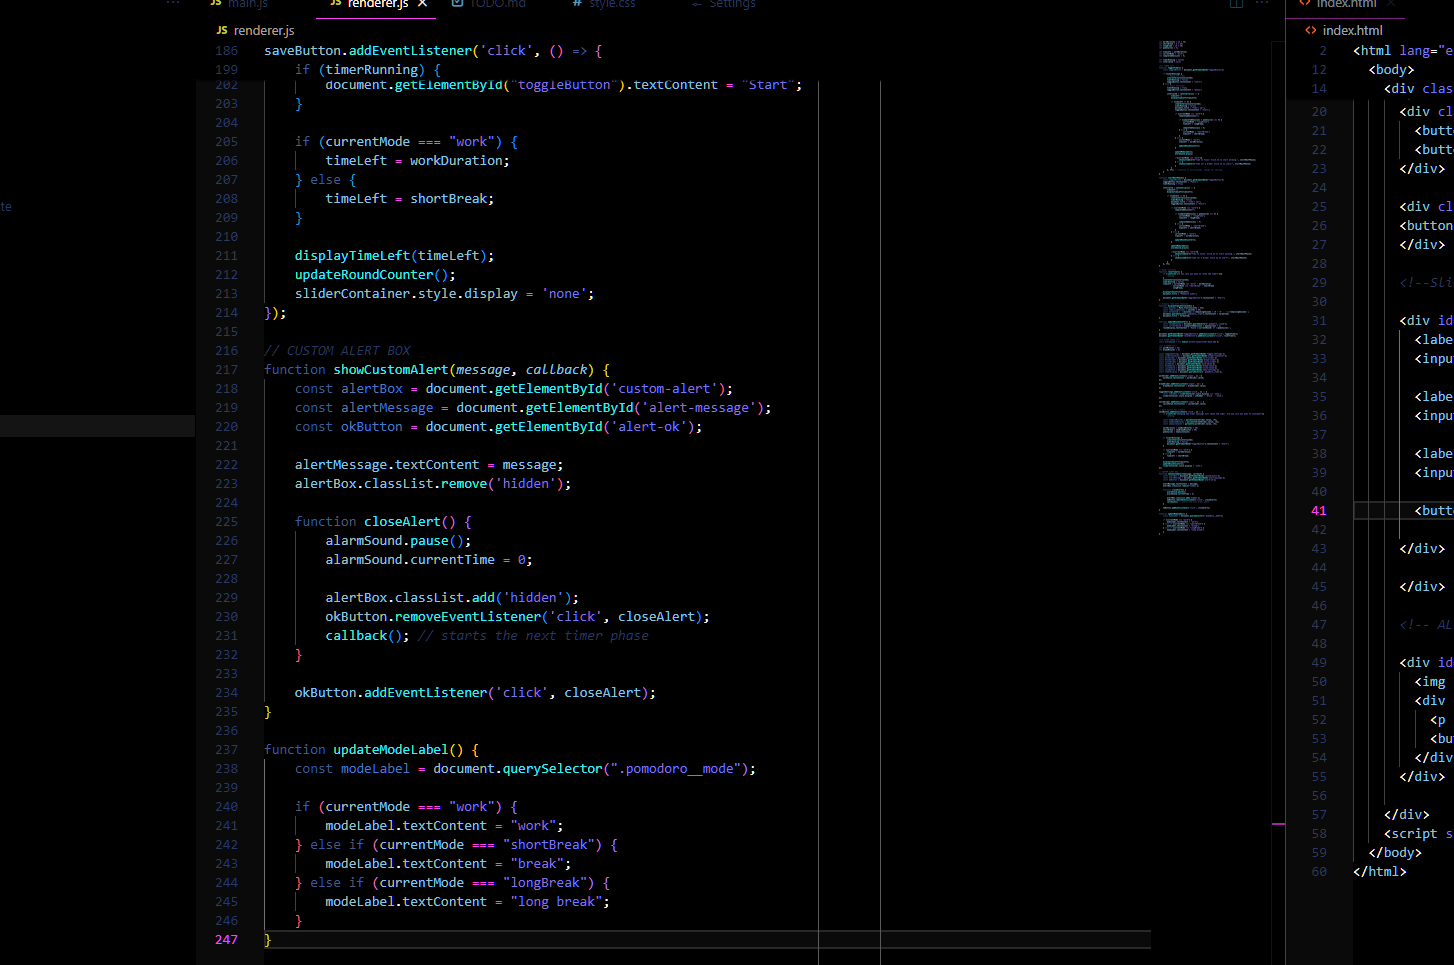 main.js
renderer.js
TODO.md
style.css
Settings
index.html
JS renderer.js
186 saveButton.addEventListener('click', () => {
199 if (timerRunning) {
202 document.getElementById("toggleButton").textContent = "Start";
203 }
204
205 if (currentMode === "work") {
206 timeLeft = workDuration;
207 } else {
208 timeLeft = shortBreak;
209 }
210
211 displayTimeLeft(timeLeft);
212 updateRoundCounter();
213 sliderContainer.style.display = 'none';
214 });
215
216 // CUSTOM ALERT BOX
217 function showCustomAlert(message, callback) {
218 const alertBox = document.getElementById('custom-alert');
219 const alertMessage = document.getElementById('alert-message');
220 const okButton = document.getElementById('alert-ok');
221
222 alertMessage.textContent = message;
223 alertBox.classList.remove('hidden');
224
225 function closeAlert() {
226 alarmSound.pause();
227 alarmSound.currentTime = 0;
228
229 alertBox.classList.add('hidden');
230 okButton.removeEventListener('click', closeAlert);
231 callback(); // starts the next timer phase
232 }
233
234 okButton.addEventListener('click', closeAlert);
235 }
236
237 function updateModeLabel() {
238 const modeLabel = document.querySelector(".pomodoro__mode");
239
240 if (currentMode === "work") {
241 modeLabel.textContent = "work";
242 } else if (currentMode === "shortBreak") {
243 modeLabel.textContent = "break";
244 } else if (currentMode === "longBreak") {
245 modeLabel.textContent = "long break";
246 }
247 }
te
<> index.html
2 <html lang="e
12 <body>
14 <div clas
20 <div cl
21 <butt
22 <butt
23 </div>
24
25 <div cl
26 <button
27 </div>
28
29 <!--Sli
30
31 <div id
32 <labe
33 <inpu
34
35 <labe
36 <inpu
37
38 <labe
39 <inpu
40
41 <butt
42
43 </div>
44
45 </div>
46
47 <!-- AL
48
49 <div id
50 <img
51 <div
52 <p
53 <bu
54 </div
55 </div>
56
57 </div>
58 <script s
59 </body>
60 </html>